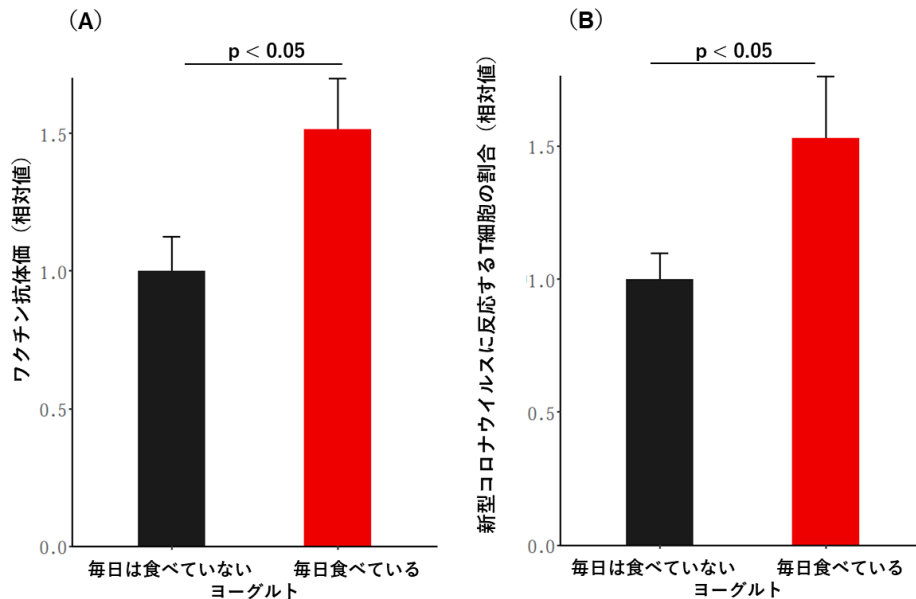 (A)
p < 0.05
ワクチン抗体価（相対値）
1.5
1.0
0.5
0.0
毎日は食べていない
毎日食べている
ヨーグルト
(B)
p < 0.05
新型コロナウイルスに反応するT細胞の割合（相対値）
1.5
01.0
0.5
0.0
毎日は食べていない
毎日食べている
ヨーグルト